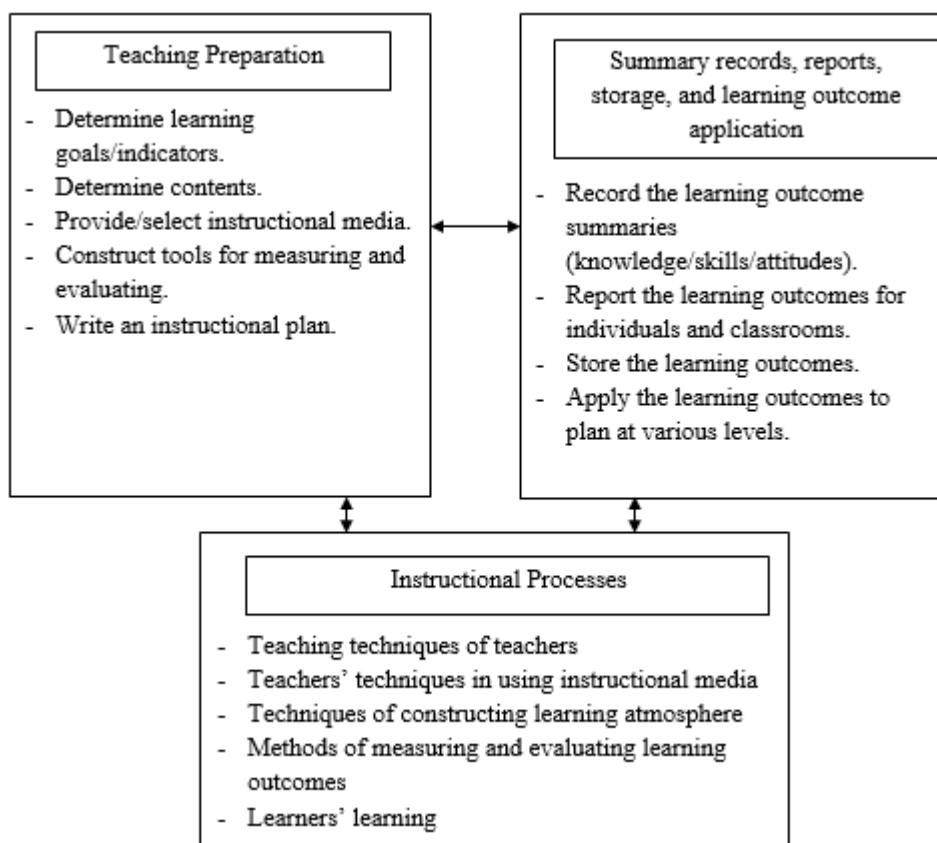 Teaching Preparation
- Determine learning
goals/indicators.
- Determine contents.
- Provide/select instructional media.
- Construct tools for measuring and
evaluating.
- Write an instructional plan.
Summary records, reports,
storage, and learning outcome
application
- Record the learning outcome
summaries
(knowledge/skills/attitudes).
- Report the learning outcomes for
individuals and classrooms.
- Store the learning outcomes.
- Apply the learning outcomes to
plan at various levels.
Instructional Processes
- Teaching techniques of teachers
- Teachers’ techniques in using instructional media
- Techniques of constructing learning atmosphere
- Methods of measuring and evaluating learning
outcomes
- Learners’ learning